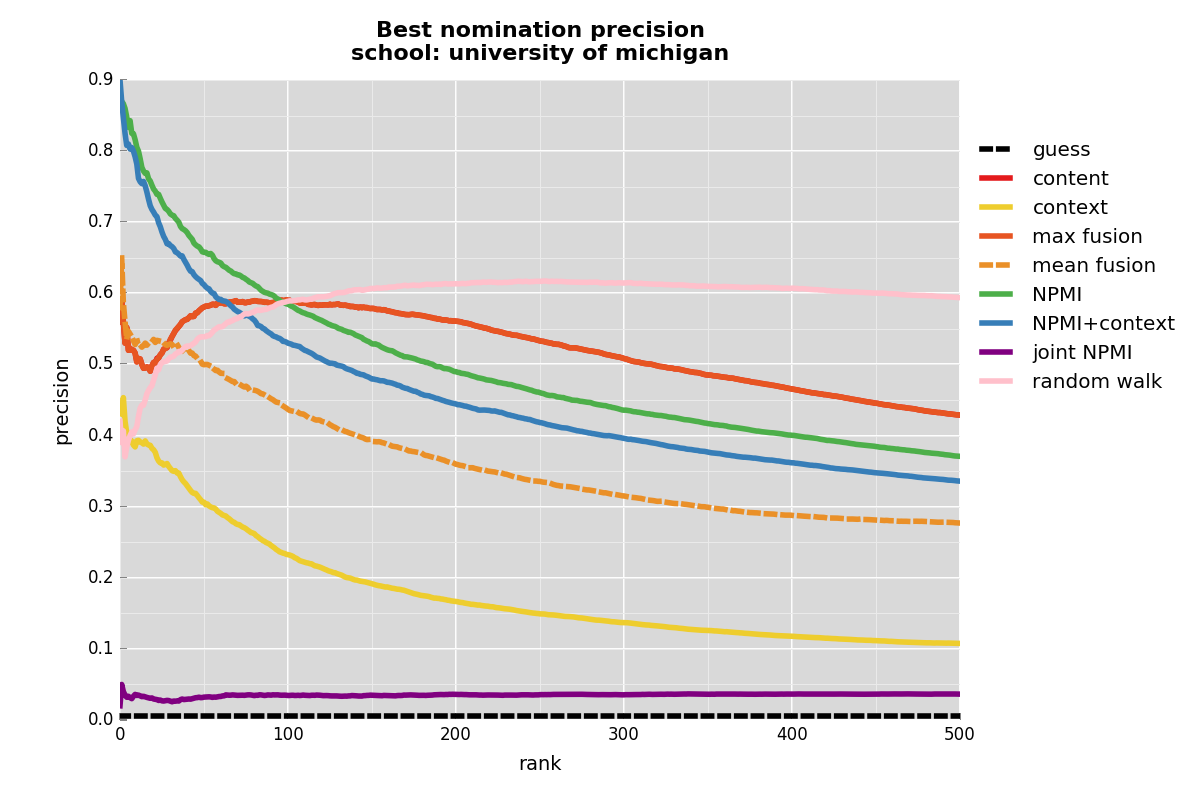 Best nomination precision
school: university of michigan
precision
0.9
0.8
0.7
0.6
0.5
0.4
0.3
0.2
0.1
0.0
0 100 200 300 400 500
rank
guess
content
context
max fusion
mean fusion
NPMI
NPMI+context
joint NPMI
random walk